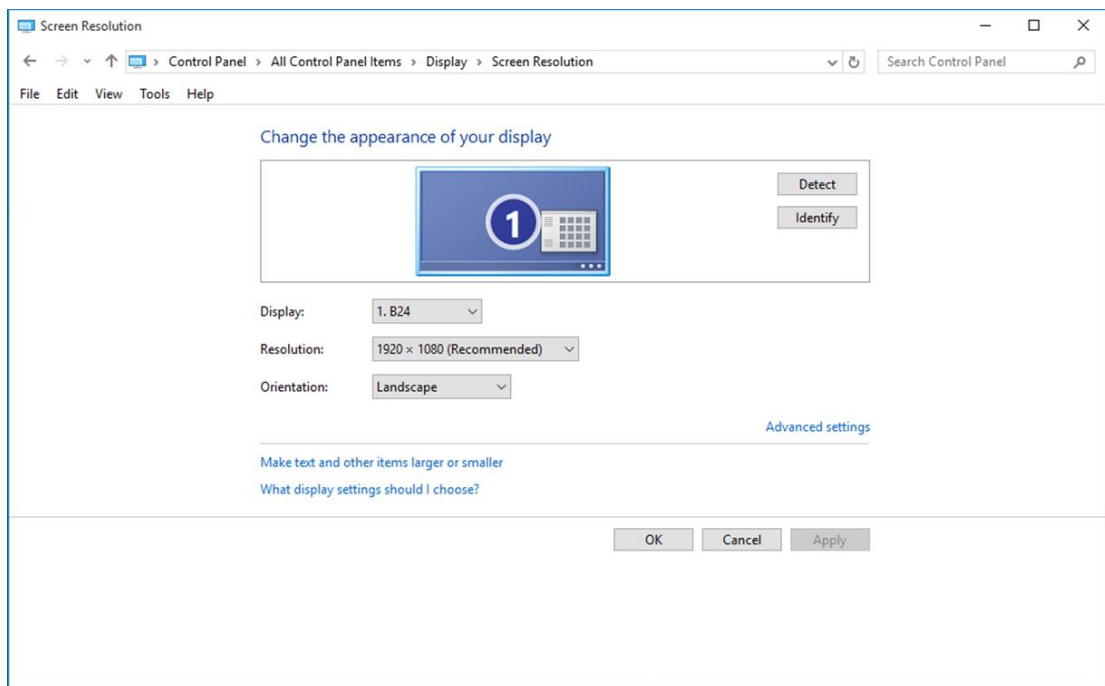 Screen Resolution
Control Panel > All Control Panel Items > Display > Screen Resolution
Search Control Panel
File Edit View Tools Help
Change the appearance of your display
1
Detect
Identify
Display: 1. B24
Resolution: 1920 × 1080 (Recommended)
Orientation: Landscape
Advanced settings
Make text and other items larger or smaller
What display settings should I choose?
OK Cancel Apply